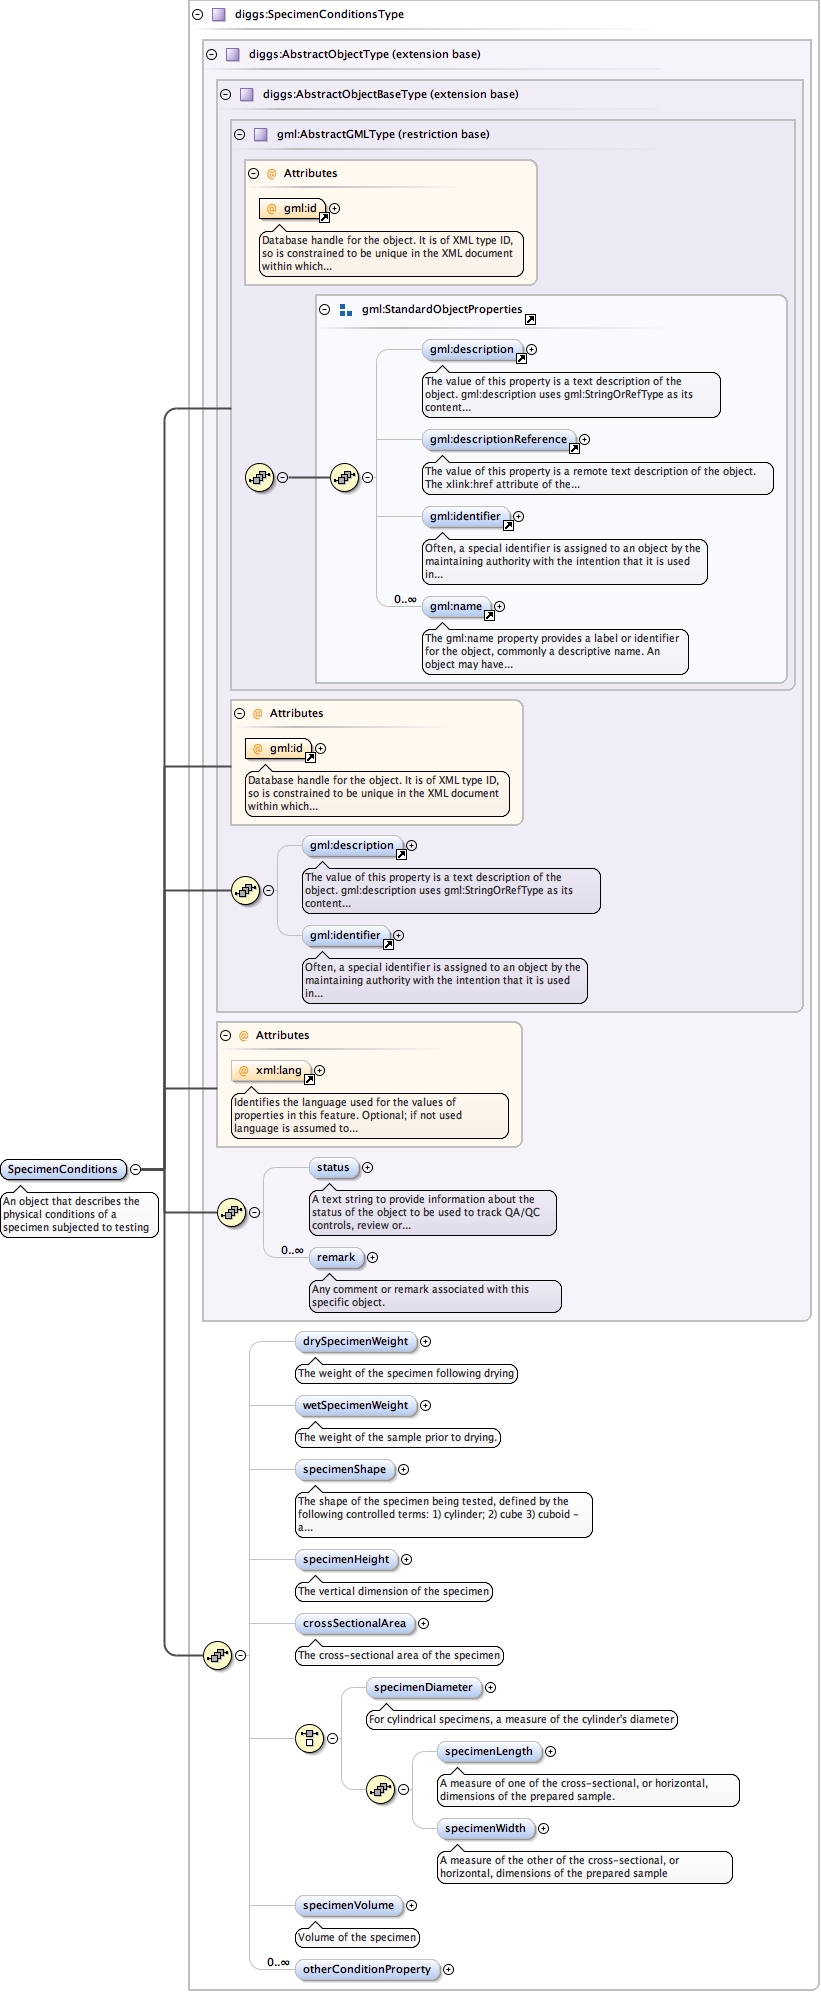 diggs:SpecimenConditionsType
diggs:AbstractObjectType (extension base)
diggs:AbstractObjectBaseType (extension base)
gml:AbstractGMLType (restriction base)
@ Attributes
@ gml:id
Database handle for the object. It is of XML type ID,
so is constrained to be unique in the XML document
within which...
gml:StandardObjectProperties
gml:description
The value of this property is a text description of the
object. gml:description uses gml:StringOrRefType as its
content...
gml:descriptionReference
The value of this property is a remote text description of the object.
The xlink:href attribute of the...
gml:identifier
Often, a special identifier is assigned to an object by the
maintaining authority with the intention that it is used
in...
0..∞
gml:name
The gml:name property provides a label or identifier
for the object, commonly a descriptive name. An
object may have...
@ Attributes
@ gml:id
Database handle for the object. It is of XML type ID,
so is constrained to be unique in the XML document
within which...
gml:description
The value of this property is a text description of the
object. gml:description uses gml:StringOrRefType as its
content...
gml:identifier
Often, a special identifier is assigned to an object by the
maintaining authority with the intention that it is used
in...
@ Attributes
@ xml:lang
Identifies the language used for the values of
properties in this feature. Optional; if not used
language is assumed to...
SpecimenConditions
An object that describes the
physical conditions of a
specimen subjected to testing
status
A text string to provide information about the
status of the object to be used to track QA/QC
controls, review or...
0..∞
remark
Any comment or remark associated with this
specific object.
drySpecimenWeight
The weight of the specimen following drying
wetSpecimenWeight
The weight of the sample prior to drying.
specimenShape
The shape of the specimen being tested, defined by the
following controlled terms: 1) cylinder; 2) cube 3) cuboid -
a...
specimenHeight
The vertical dimension of the specimen
crossSectionalArea
The cross-sectional area of the specimen
specimenDiameter
For cylindrical specimens, a measure of the cylinder's diameter
specimenLength
A measure of one of the cross-sectional, or horizontal,
dimensions of the prepared sample.
specimenWidth
A measure of the other of the cross-sectional, or
horizontal, dimensions of the prepared sample
specimenVolume
Volume of the specimen
0..∞
otherConditionProperty